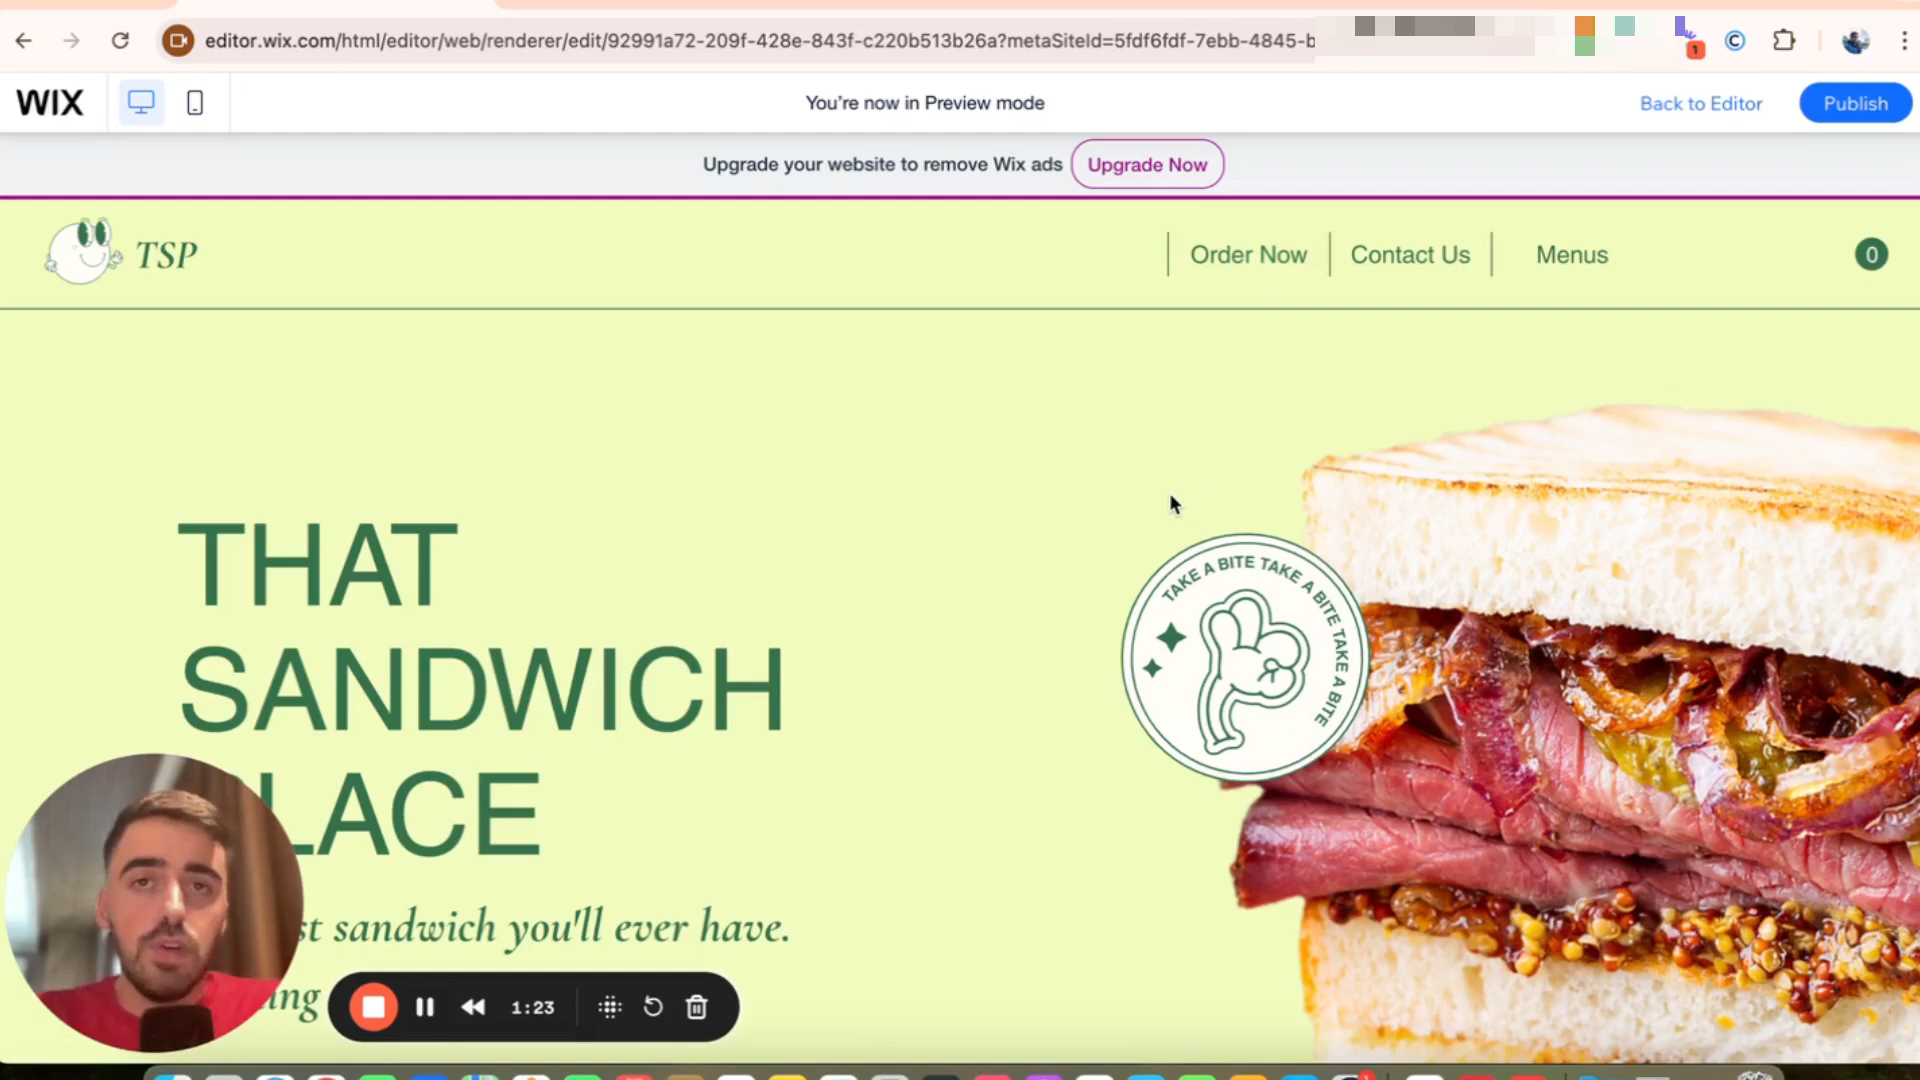 editor.wix.com/html/editor/web/renderer/edit/92991a72-209f-428e-843f-c220b513b26a?metaSiteId=5fdf6fdf-7ebb-4845-b
1
WIX
You're now in Preview mode
Back to Editor
Publish
Upgrade your website to remove Wix ads
Upgrade Now
TSP
Order Now
Contact Us
Menus
0
THAT
SANDWICH
LACE
TAKE A BITE TAKE A BITE TAKE A BITE
st sandwich you'll ever have.
ing
1:23